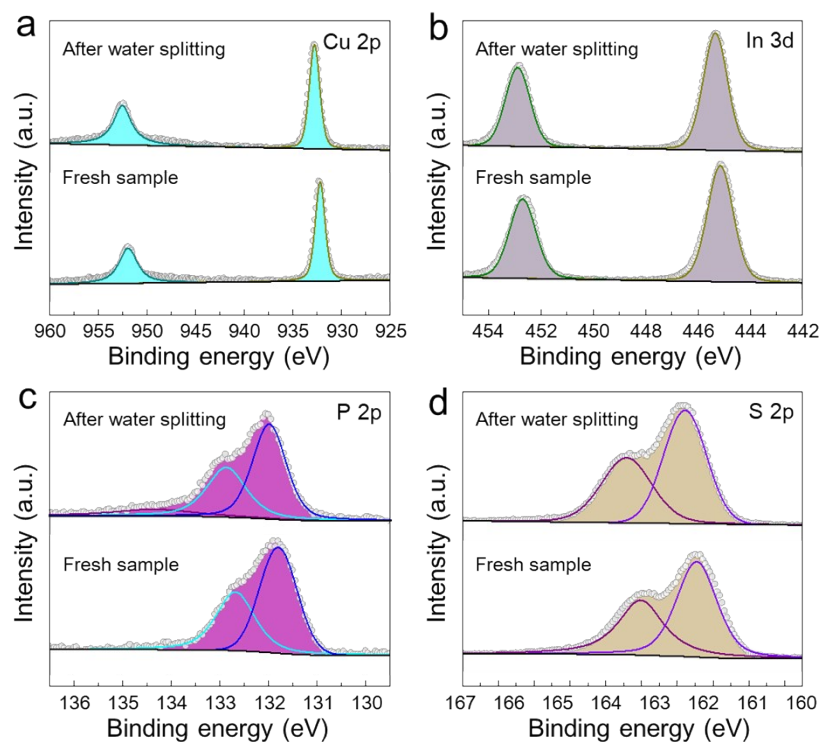 a
Cu 2p
After water splitting
Fresh sample
Intensity (a.u.)
960 955 950 945 940 935 930 925
Binding energy (eV)
b
In 3d
After water splitting
Fresh sample
Intensity (a.u.)
454 452 450 448 446 444 442
Binding energy (eV)
c
P 2p
After water splitting
Fresh sample
Intensity (a.u.)
136 135 134 133 132 131 130
Binding energy (eV)
d
S 2p
After water splitting
Fresh sample
Intensity (a.u.)
167 166 165 164 163 162 161 160
Binding energy (eV)